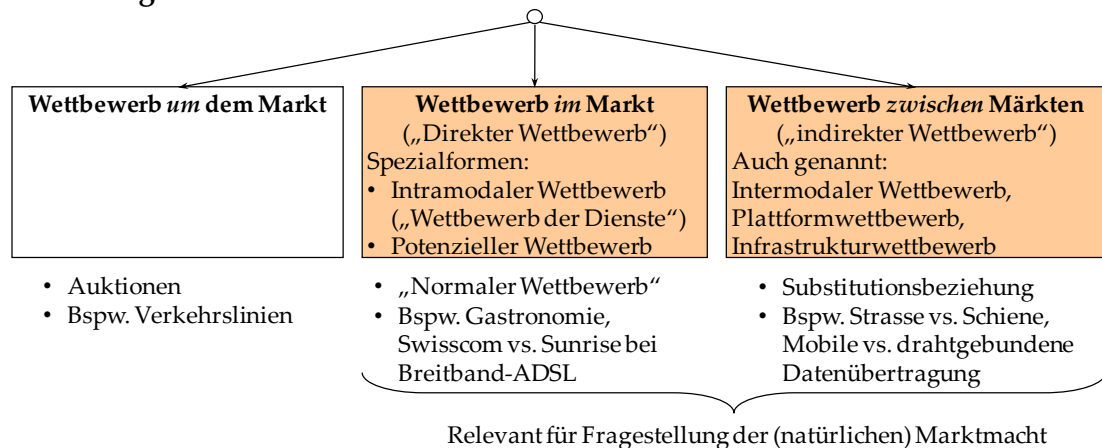 Wettbewerb um dem Markt
Wettbewerb im Markt
(„Direkter Wettbewerb“)
Spezialformen:
• Intramodaler Wettbewerb
(„Wettbewerb der Dienste“)
• Potenzieller Wettbewerb
Wettbewerb zwischen Märkten
(„indirekter Wettbewerb“)
Auch genannt:
Intermodaler Wettbewerb,
Plattformwettbewerb,
Infrastrukturwettbewerb
• Auktionen
• Bspw. Verkehrslinien
• „Normaler Wettbewerb“
• Bspw. Gastronomie,
Swisscom vs. Sunrise bei
Breitband-ADSL
• Substitutionsbeziehung
• Bspw. Strasse vs. Schiene,
Mobile vs. drahtgebundene
Datenübertragung
Relevant für Fragestellung der (natürlichen) Marktmacht